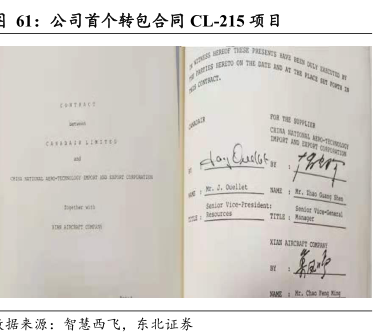 图 61：公司首个转包合同 CL-215 项目
CONTRACT
between
CANADAIR LIMITED
and
CHINA NATIONAL AERO-TECHNOLOGY IMPORT AND EXPORT CORPORATION
Together with
XIAN AIRCRAFT COMPANY
IN WITNESS HEREOF THESE PRESENTS HAVE BEEN DULY EXECUTED BY
THE PARTIES HERETO ON THE DATE AND AT THE PLACE SET FORTH IN
THIS CONTRACT.
CANADAIR
BY
NAME : Mr. J. Ouellet
Senior Vice-President:
TITLE : Resources
FOR THE SUPPLIER
CHINA NATIONAL AERO-TECHNOLOGY
IMPORT AND EXPORT CORPORATION
BY :
NAME : Mr.
Senior Vice-General
TITLE : Manager
XIAN AIRCRAFT COMPANY
BY :
NAME : Mr. Chao Feng Ming
数据来源：智慧西飞，东北证券